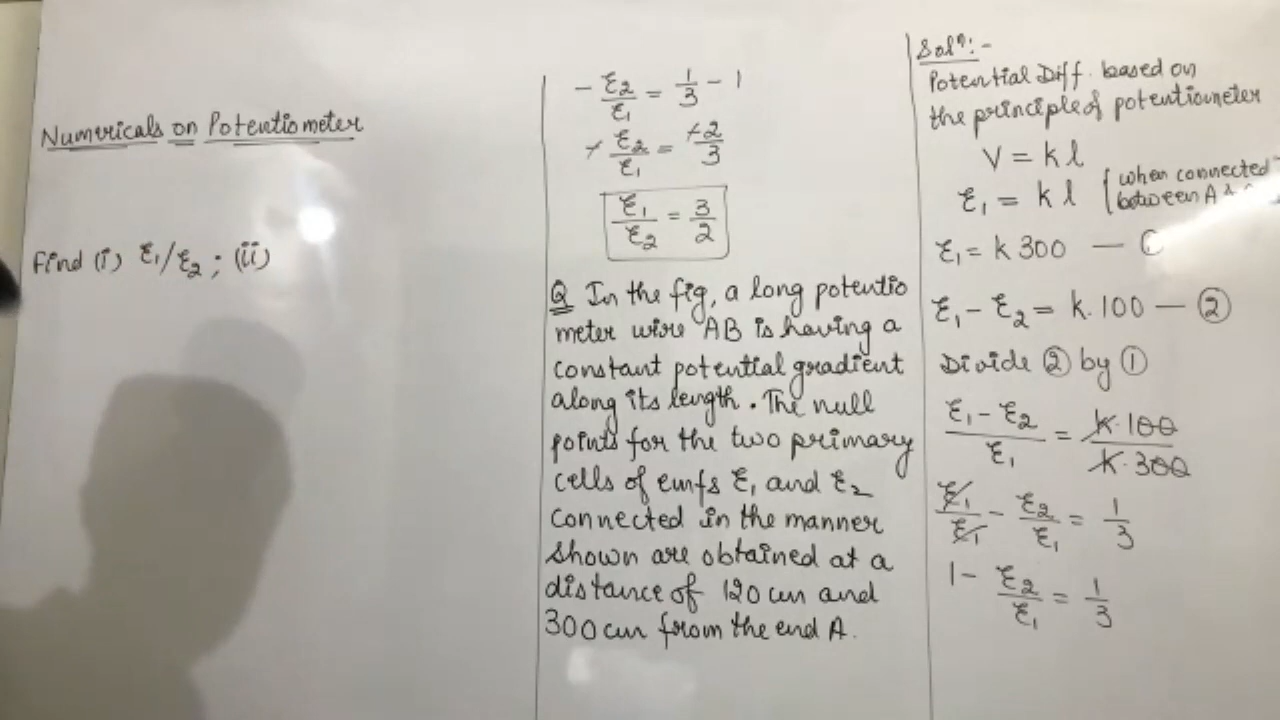 Numericals on Potentiometer
Find (i) ε₁/ε₂ ; (ii)
- ε₂/ε₁ = 1/3 - 1
+ ε₂/ε₁ = +2/3
ε₁/ε₂ = 3/2
Q In the fig, a long potentio
meter wire AB is having a
constant potential gradient
along its length. The null
points for the two primary
cells of emfs ε₁ and ε₂
connected in the manner
shown are obtained at a
distance of 120 cm and
300 cm from the end A.
Solⁿ:-
Potential Diff. based on
the principle of potentiometer
V = kl
ε₁ = kl { when connected
between A &
ε₁ = k 300 —
ε₁ - ε₂ = k.100 — ②
Divide ② by ①
(ε₁ - ε₂)/ε₁ = k.100/k.300
ε₁/ε₁ - ε₂/ε₁ = 1/3
1 - ε₂/ε₁ = 1/3